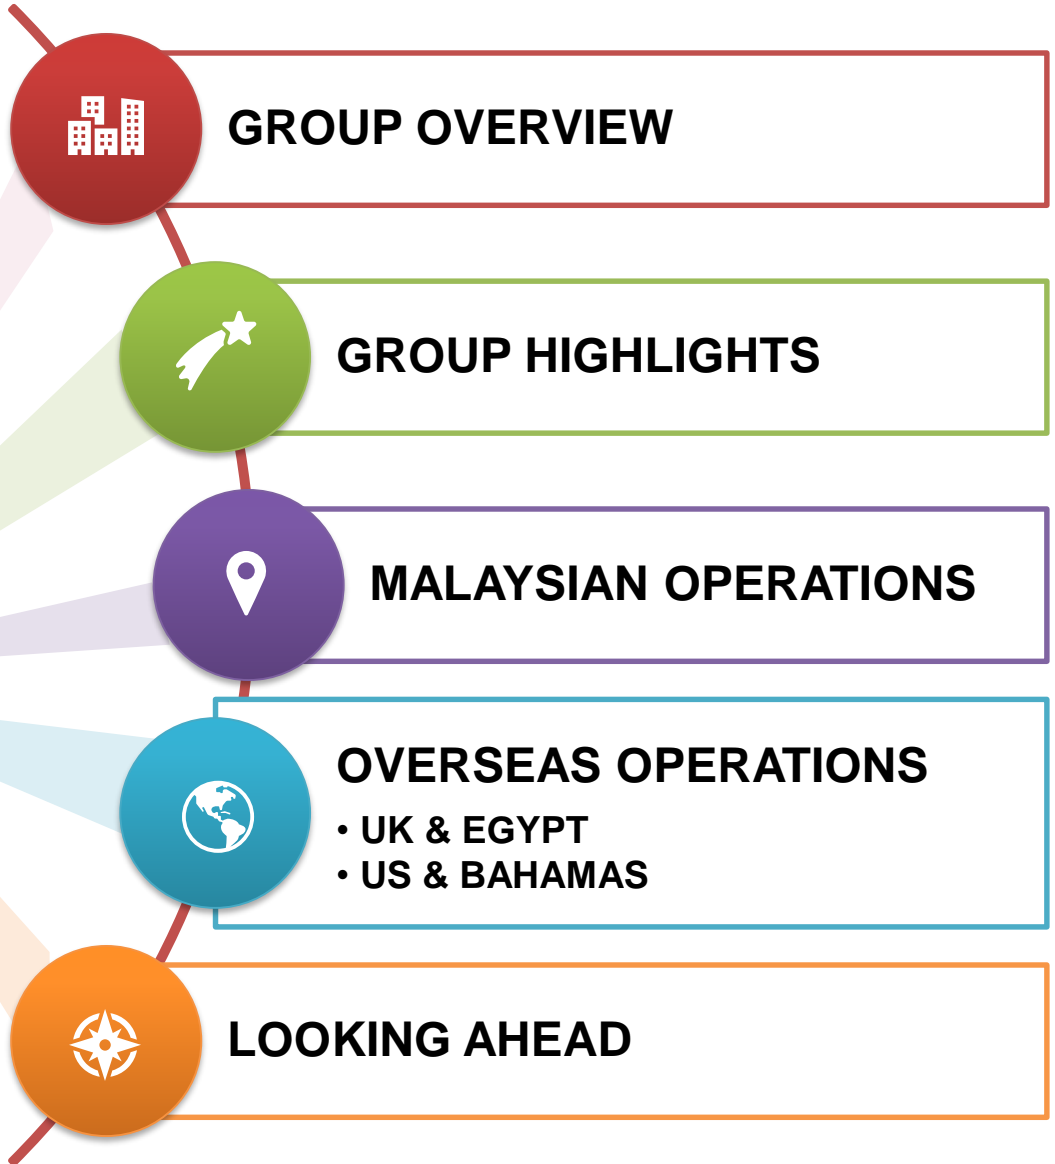 GROUP OVERVIEW
GROUP HIGHLIGHTS
MALAYSIAN OPERATIONS
OVERSEAS OPERATIONS
• UK & EGYPT
• US & BAHAMAS
LOOKING AHEAD